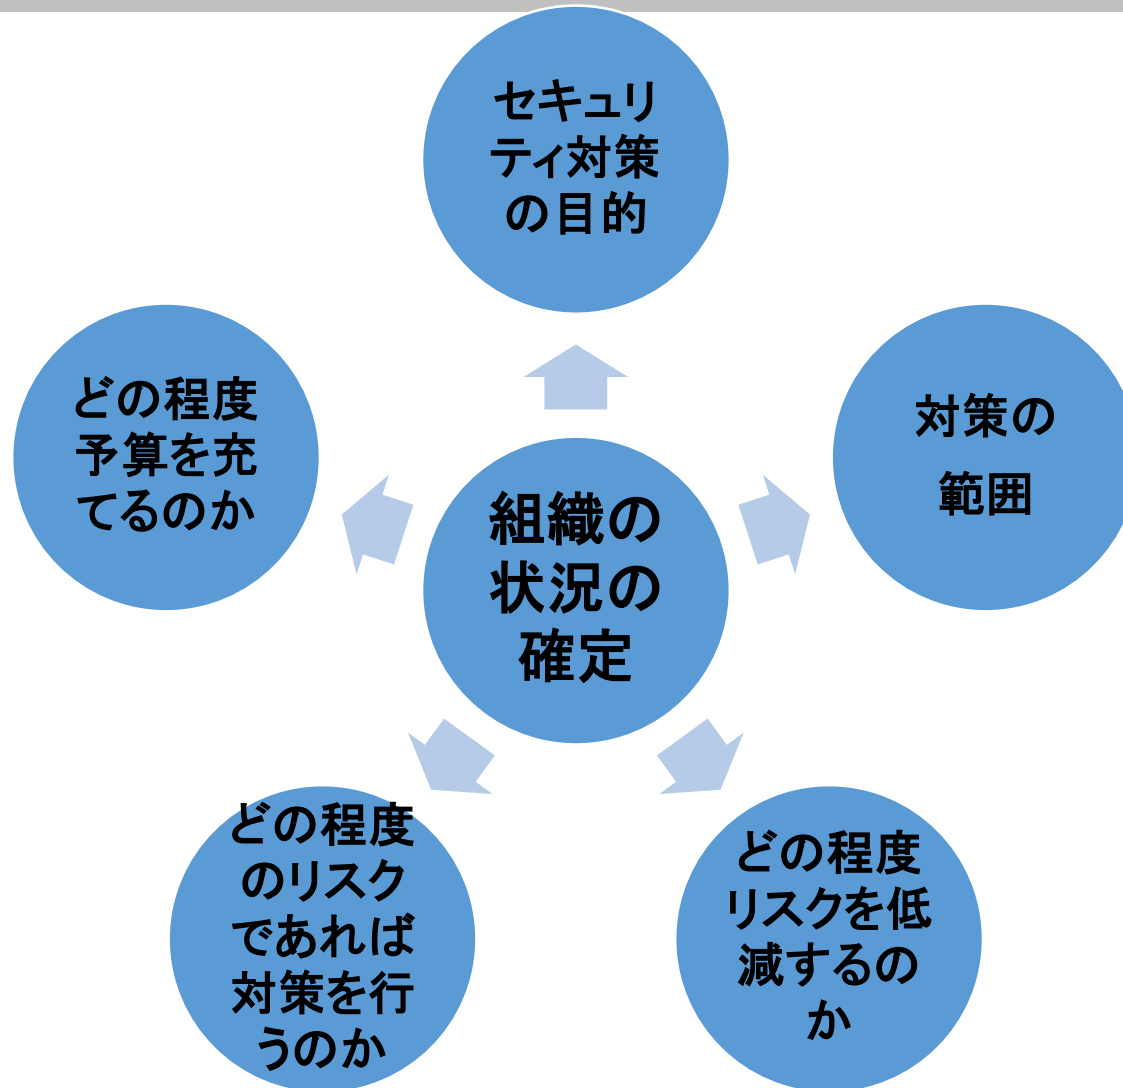 セキュリ
ティ対策
の目的
対策の
範囲
どの程度
リスクを低
減するの
か
どの程度
のリスク
であれば
対策を行
うのか
どの程度
予算を充
てるのか
組織の
状況の
確定